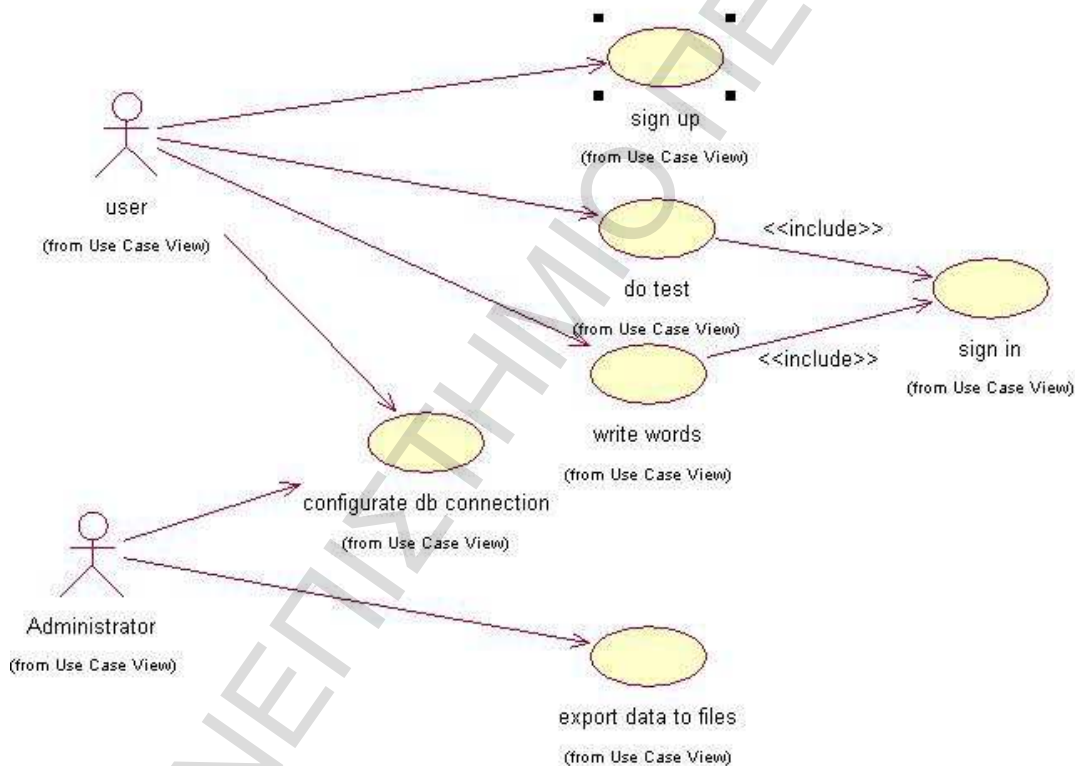 sign up
(from Use Case View)
user
(from Use Case View)
<<include>>
do test
(from Use Case View)
sign in
(from Use Case View)
<<include>>
write words
(from Use Case View)
configurate db connection
(from Use Case View)
Administrator
(from Use Case View)
export data to files
(from Use Case View)
ΝΕΠΙΣΤΗΜΙΟ ΠΕ